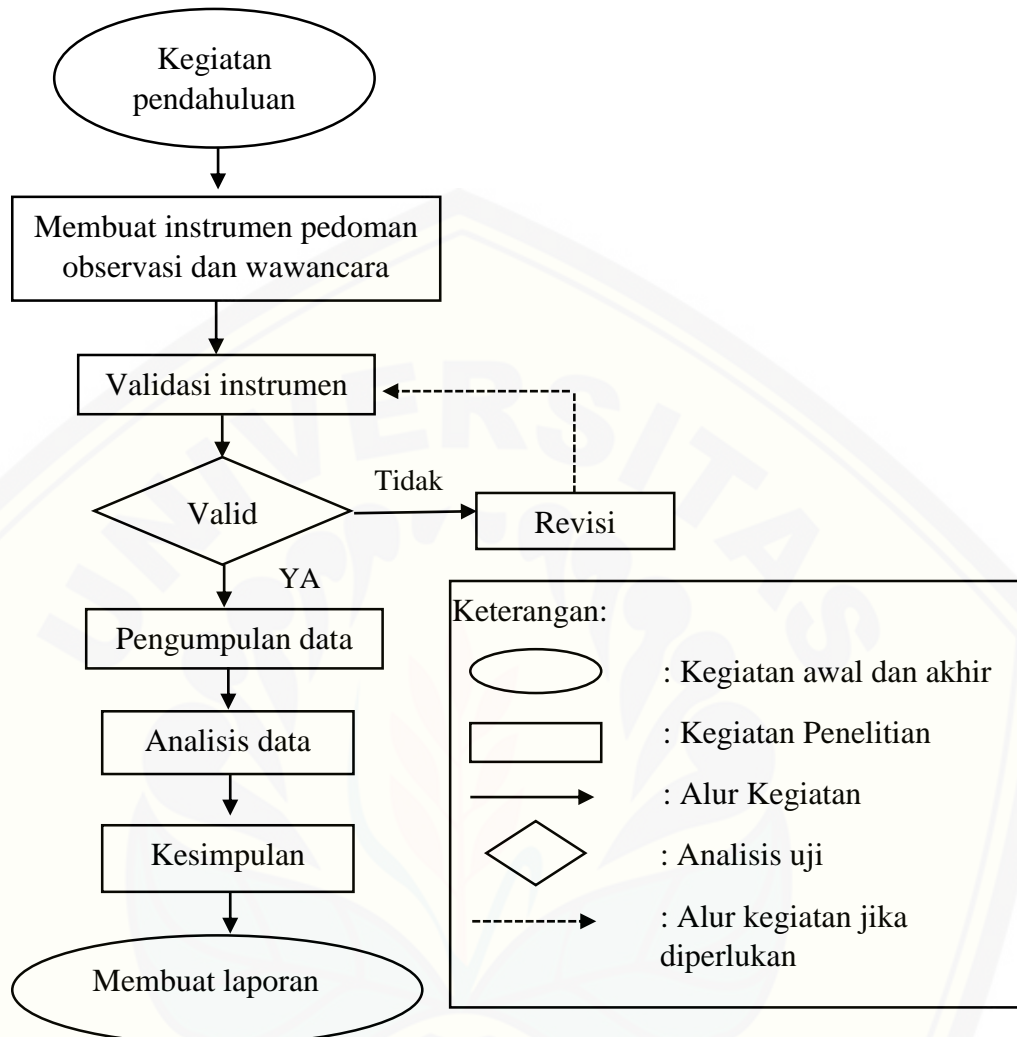 Kegiatan
pendahuluan
Membuat instrumen pedoman
observasi dan wawancara
Validasi instrumen
Valid
Tidak
Revisi
YA
Pengumpulan data
Analisis data
Kesimpulan
Membuat laporan
Keterangan:
: Kegiatan awal dan akhir
: Kegiatan Penelitian
: Alur Kegiatan
: Analisis uji
: Alur kegiatan jika
diperlukan
UNIVERSITAS